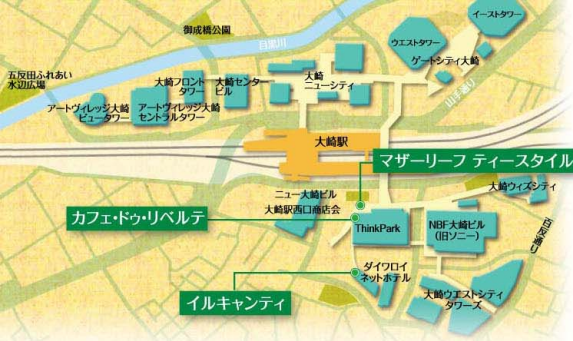 イーストタワー
御成橋公園
目黒川
ウエストタワー
ゲートシティ大崎
五反田ふれあい
水辺広場
大崎フロント
タワー
大崎センター
ビル
大崎
ニューシティ
山手通り
アートヴィレッジ大崎
ビュータワー
アートヴィレッジ大崎
セントラルタワー
大崎駅
マザーリーフ ティースタイル
ニュー大崎ビル
大崎駅西口商店会
大崎ウィズシティ
カフェ・ドゥ・リベルテ
ThinkPark
NBF大崎ビル
(旧ソニー)
百反通り
ダイワロイ
ネットホテル
イルキャンティ
大崎ウエストシティ
タワーズ